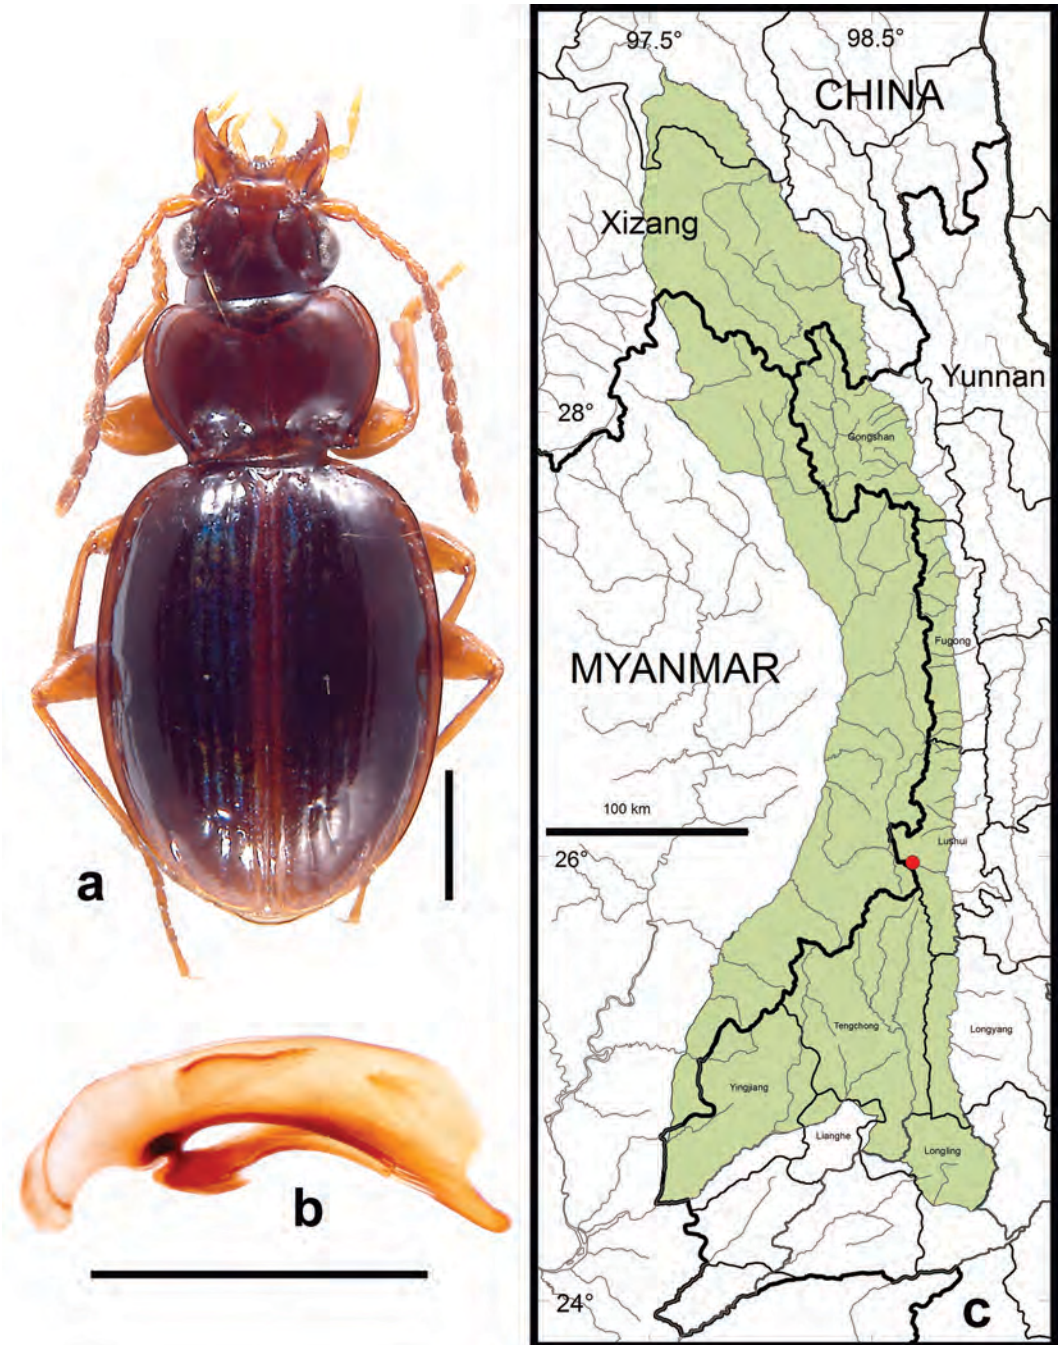 a
b
97.5°
98.5°
CHINA
Xizang
Yunnan
28°
Gongshan
Fugong
MYANMAR
100 km
Lushui
26°
Tengchong
Longyang
Yingjiang
Lianghe
Longling
24°
c